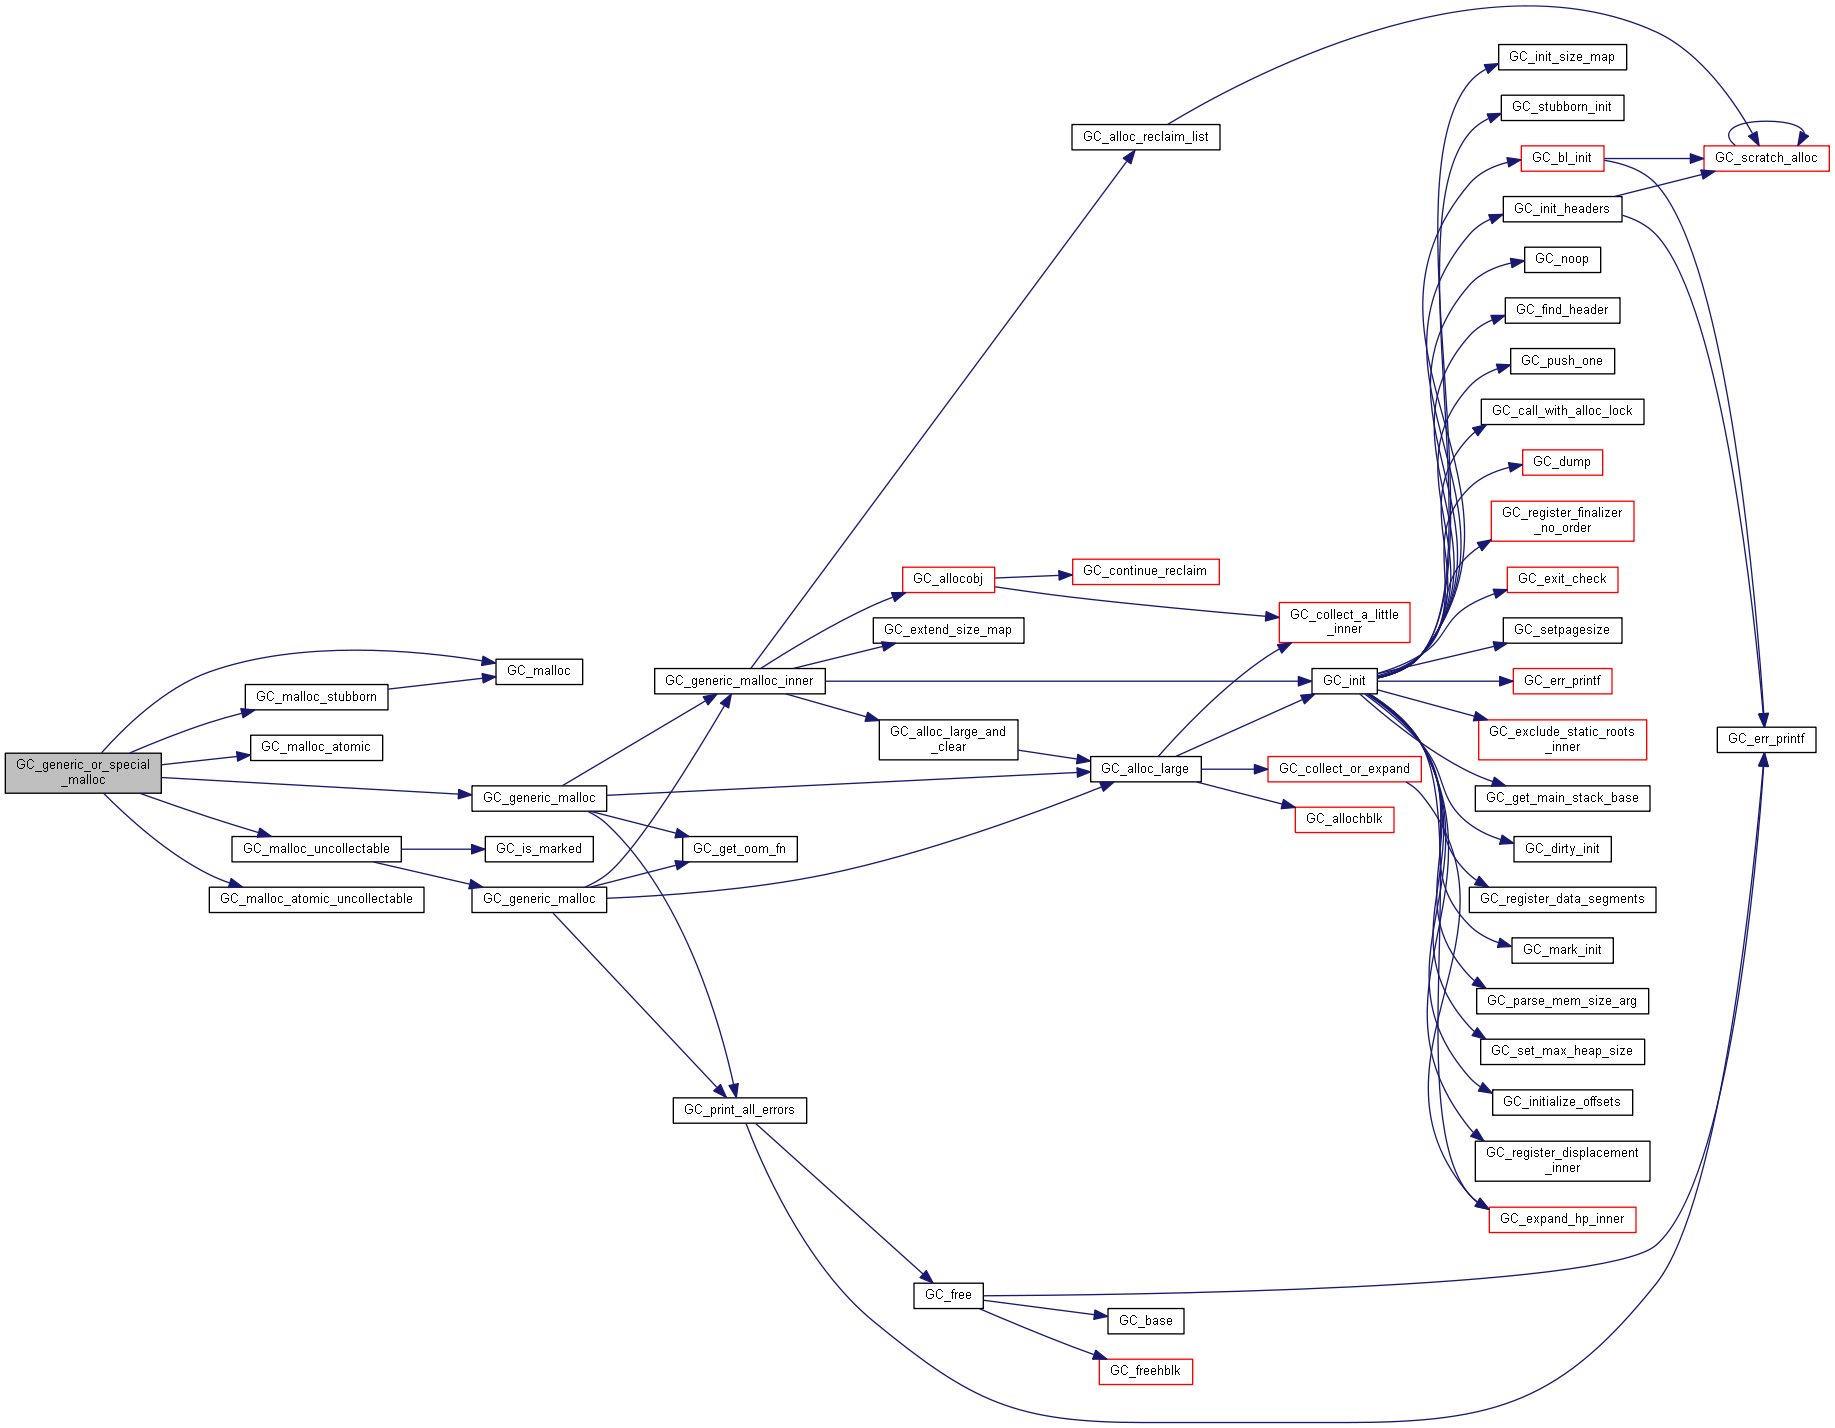 GC_generic_or_special
_malloc
GC_malloc
GC_malloc_stubborn
GC_malloc_atomic
GC_generic_malloc
GC_malloc_uncollectable
GC_is_marked
GC_generic_malloc
GC_malloc_atomic_uncollectable
GC_get_oom_fn
GC_generic_malloc_inner
GC_print_all_errors
GC_alloc_reclaim_list
GC_allocobj
GC_continue_reclaim
GC_extend_size_map
GC_alloc_large_and
_clear
GC_alloc_large
GC_free
GC_base
GC_freehblk
GC_collect_a_little
_inner
GC_init
GC_collect_or_expand
GC_allochblk
GC_init_size_map
GC_stubborn_init
GC_bl_init
GC_init_headers
GC_noop
GC_find_header
GC_push_one
GC_call_with_alloc_lock
GC_dump
GC_register_finalizer
_no_order
GC_exit_check
GC_setpagesize
GC_err_printf
GC_exclude_static_roots
_inner
GC_get_main_stack_base
GC_dirty_init
GC_register_data_segments
GC_mark_init
GC_parse_mem_size_arg
GC_set_max_heap_size
GC_initialize_offsets
GC_register_displacement
_inner
GC_expand_hp_inner
GC_scratch_alloc
GC_err_printf